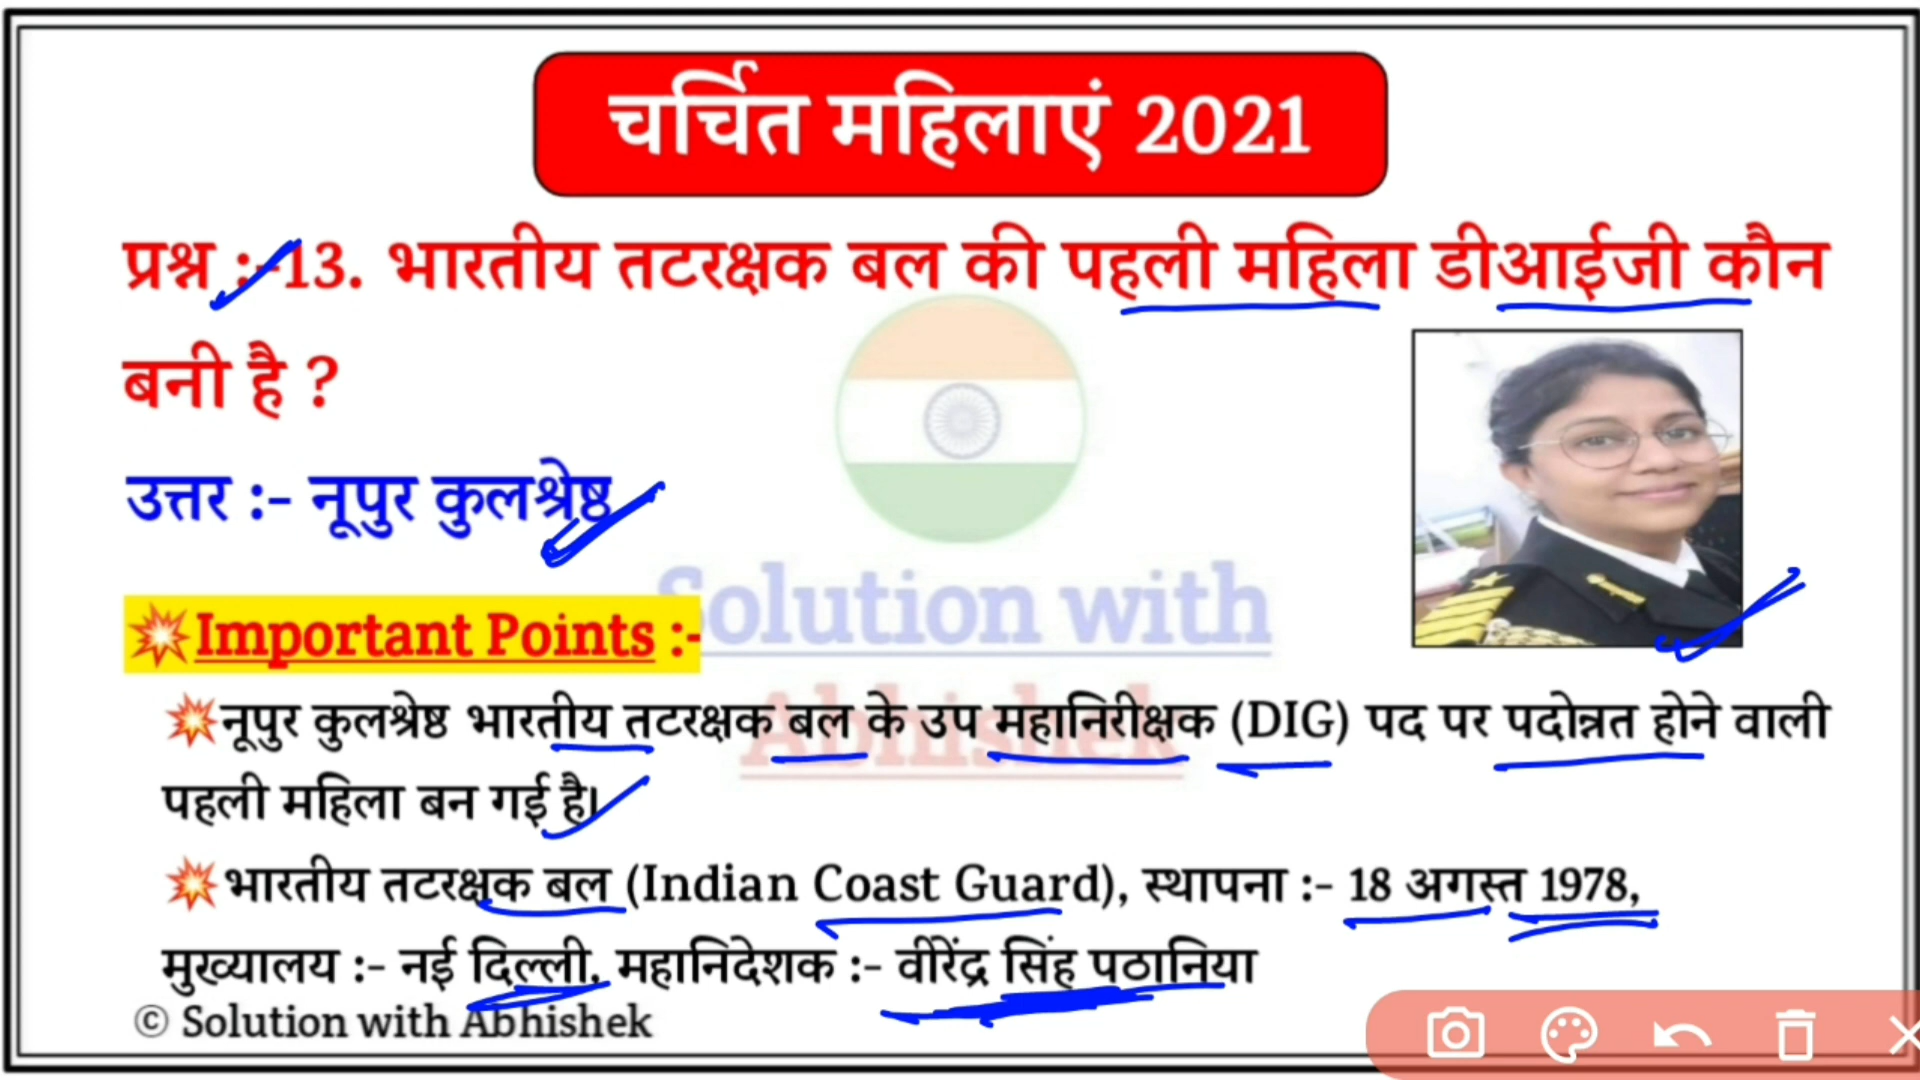 चर्चित महिलाएं 2021
प्रश्न :-13. भारतीय तटरक्षक बल की पहली महिला डीआईजी कौन
बनी है ?
उत्तर :- नूपुर कुलश्रेष्ठ
Solution with
Abhishek
Important Points :-
नूपुर कुलश्रेष्ठ भारतीय तटरक्षक बल के उप महानिरीक्षक (DIG) पद पर पदोन्नत होने वाली
पहली महिला बन गई है।
भारतीय तटरक्षक बल (Indian Coast Guard), स्थापना :- 18 अगस्त 1978,
मुख्यालय :- नई दिल्ली, महानिदेशक :- वीरेंद्र सिंह पठानिया
© Solution with Abhishek